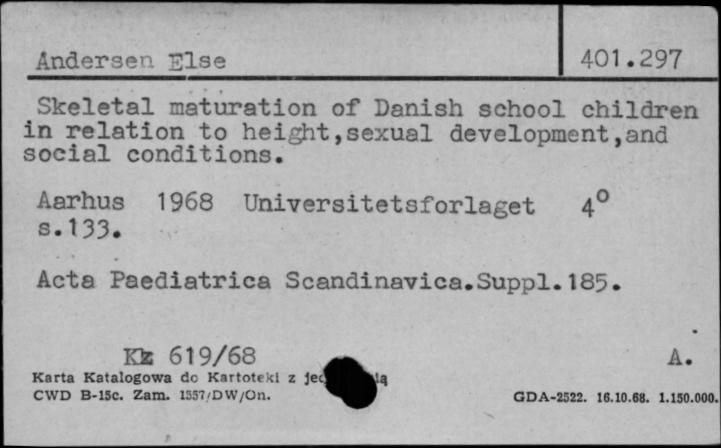 Andersen Else 401.297
Skeletal maturation of Danish school children
in relation to height,sexual development,and
social conditions.
Aarhus 1968 Universitetsforlaget 4º
s.133.
Acta Paediatrica Scandinavica.Suppl.185.
Kz 619/68 A.
Karta Katalogowa do Kartoteki z
CWD B-15c. Zam. 1557/DW/On. GDA-2522. 16.10.68. 1.150.000.